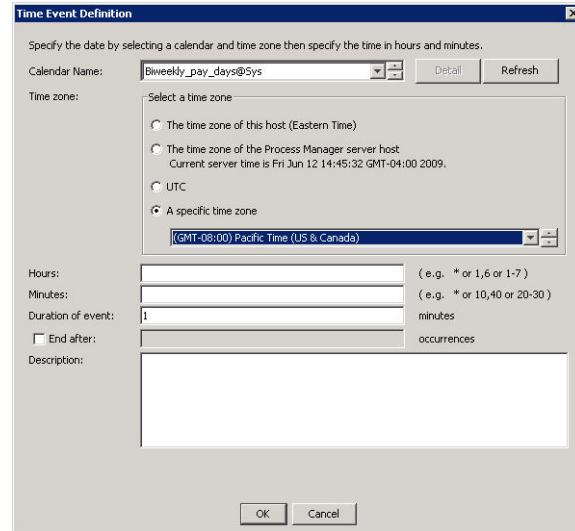 Time Event Definition
Specify the date by selecting a calendar and time zone then specify the time in hours and minutes.
Calendar Name: Biweekly_pay_days@Sys Detail Refresh
Time zone: Select a time zone
The time zone of this host (Eastern Time)
The time zone of the Process Manager server host
Current server time is Fri Jun 12 14:45:32 GMT-04:00 2009.
UTC
A specific time zone
(GMT-08:00) Pacific Time (US & Canada)
Hours: ( e.g. * or 1,6 or 1-7 )
Minutes: ( e.g. * or 10,40 or 20-30 )
Duration of event: 1 minutes
End after: occurrences
Description:
OK Cancel